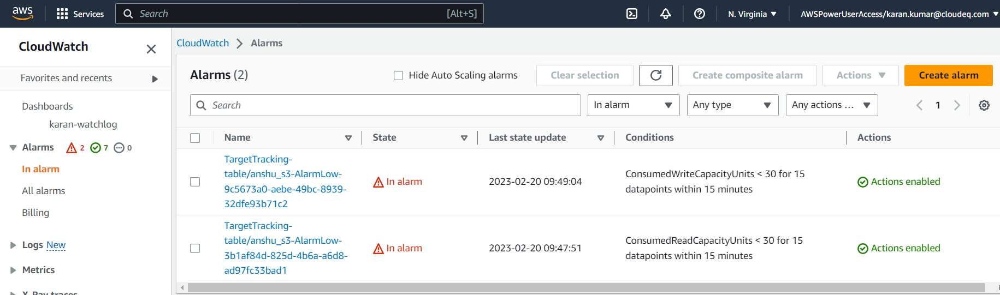 aws
Services
Search
[Alt+S]
N. Virginia
AWSPowerUserAccess/karan.kumar@cloudeq.com
CloudWatch
Favorites and recents
Dashboards
karan-watchlog
Alarms 2 7 0
In alarm
All alarms
Billing
Logs New
Metrics
X-Ray traces
CloudWatch > Alarms
Alarms (2)
Hide Auto Scaling alarms
Clear selection
Create composite alarm
Actions
Create alarm
Search
In alarm
Any type
Any actions ...
1
Name
State
Last state update
Conditions
Actions
TargetTracking-
table/anshu_s3-AlarmLow-
9c5673a0-aebe-49bc-8939-
32dfe93b71c2
In alarm
2023-02-20 09:49:04
ConsumedWriteCapacityUnits < 30 for 15
datapoints within 15 minutes
Actions enabled
TargetTracking-
table/anshu_s3-AlarmLow-
3b1af84d-825d-4b6a-a6d8-
ad97fc33bad1
In alarm
2023-02-20 09:47:51
ConsumedReadCapacityUnits < 30 for 15
datapoints within 15 minutes
Actions enabled